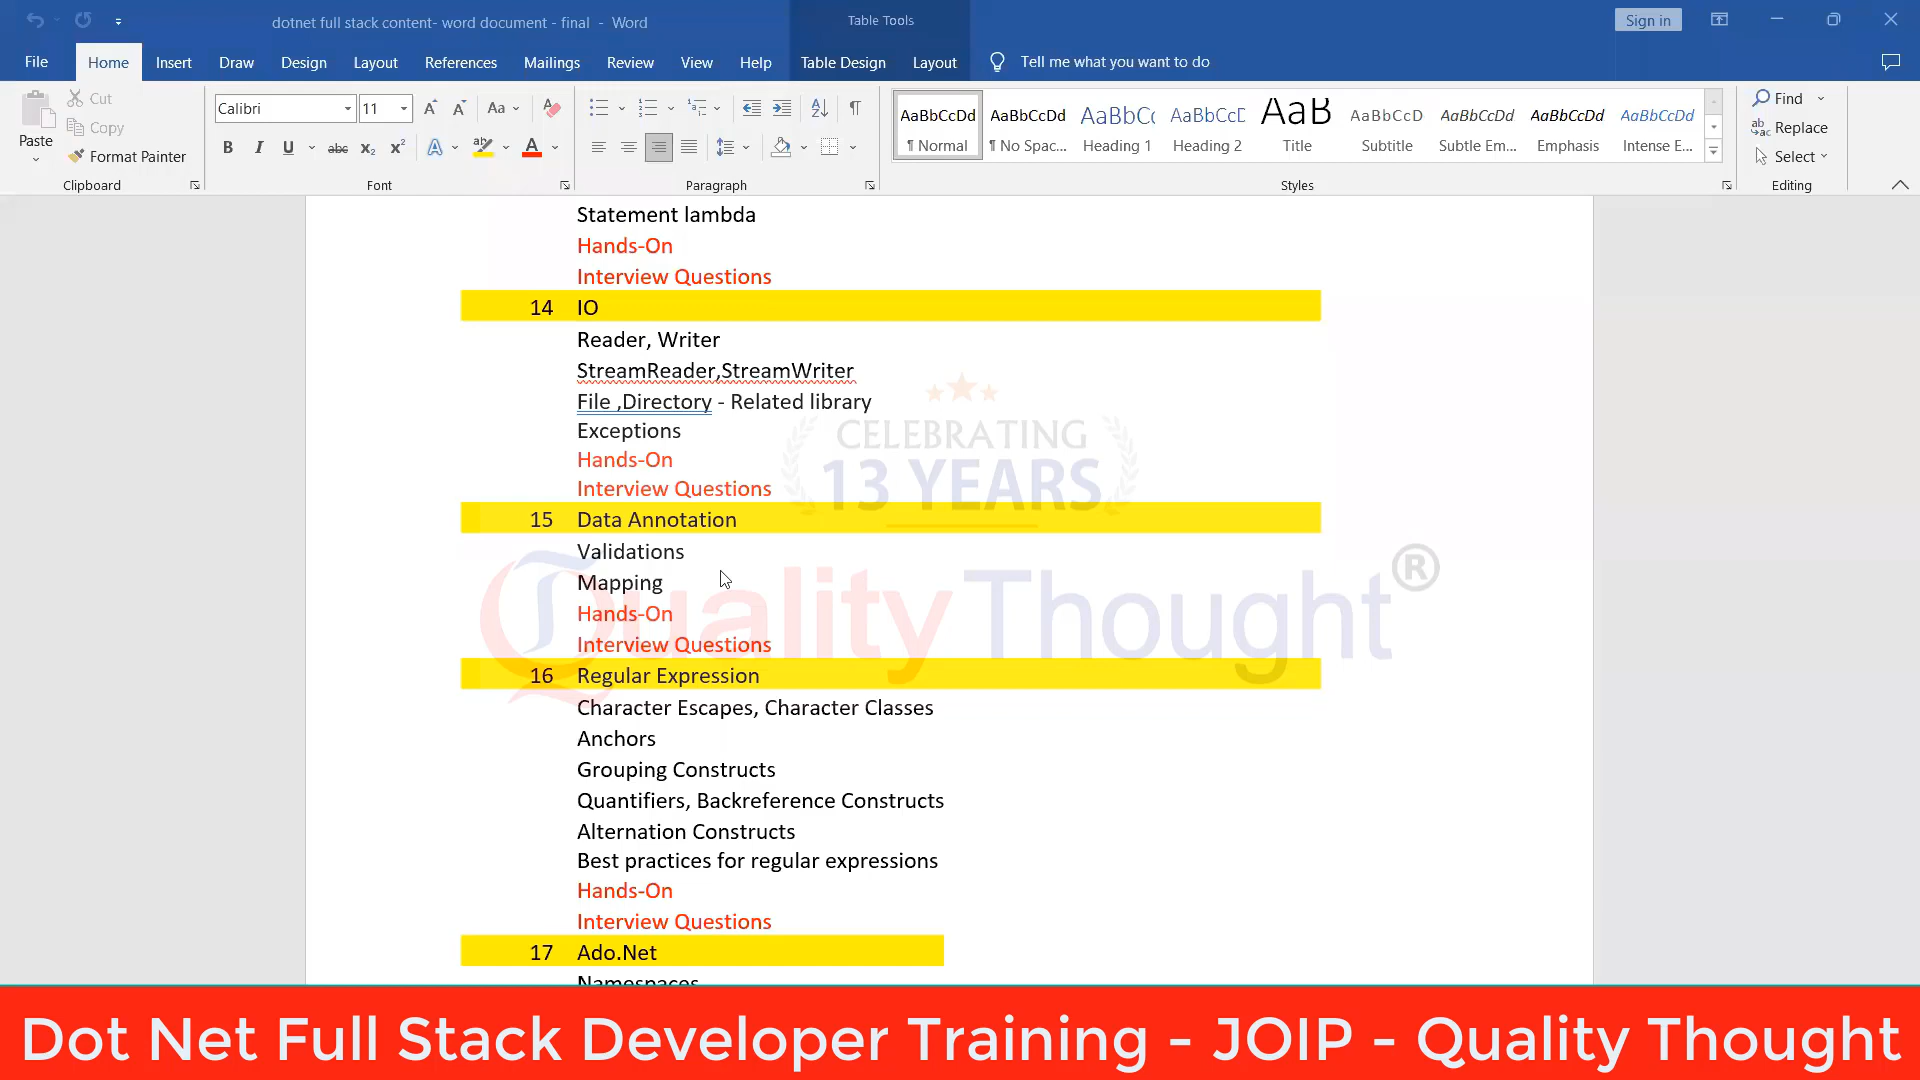 dotnet full stack content- word document - final - Word
Table Tools
Sign in
File
Home
Insert
Draw
Design
Layout
References
Mailings
Review
View
Help
Table Design
Layout
Tell me what you want to do
Paste
Cut
Copy
Format Painter
Clipboard
Calibri
11
Aa
B I U abc x₂ x² A ab A
Font
Paragraph
AaBbCcDd
¶ Normal
AaBbCcDd
¶ No Spac...
AaBbCc
Heading 1
AaBbCcD
Heading 2
AaB
Title
AaBbCcD
Subtitle
AaBbCcDd
Subtle Em...
AaBbCcDd
Emphasis
AaBbCcDd
Intense E...
Styles
Find
Replace
Select
Editing
Statement lambda
Hands-On
Interview Questions
14 IO
Reader, Writer
StreamReader,StreamWriter
File ,Directory - Related library
Exceptions
Hands-On
Interview Questions
15 Data Annotation
Validations
Mapping
Hands-On
Interview Questions
16 Regular Expression
Character Escapes, Character Classes
Anchors
Grouping Constructs
Quantifiers, Backreference Constructs
Alternation Constructs
Best practices for regular expressions
Hands-On
Interview Questions
17 Ado.Net
Namespaces
CELEBRATING
13 YEARS
QualityThought®
Dot Net Full Stack Developer Training - JOIP - Quality Thought